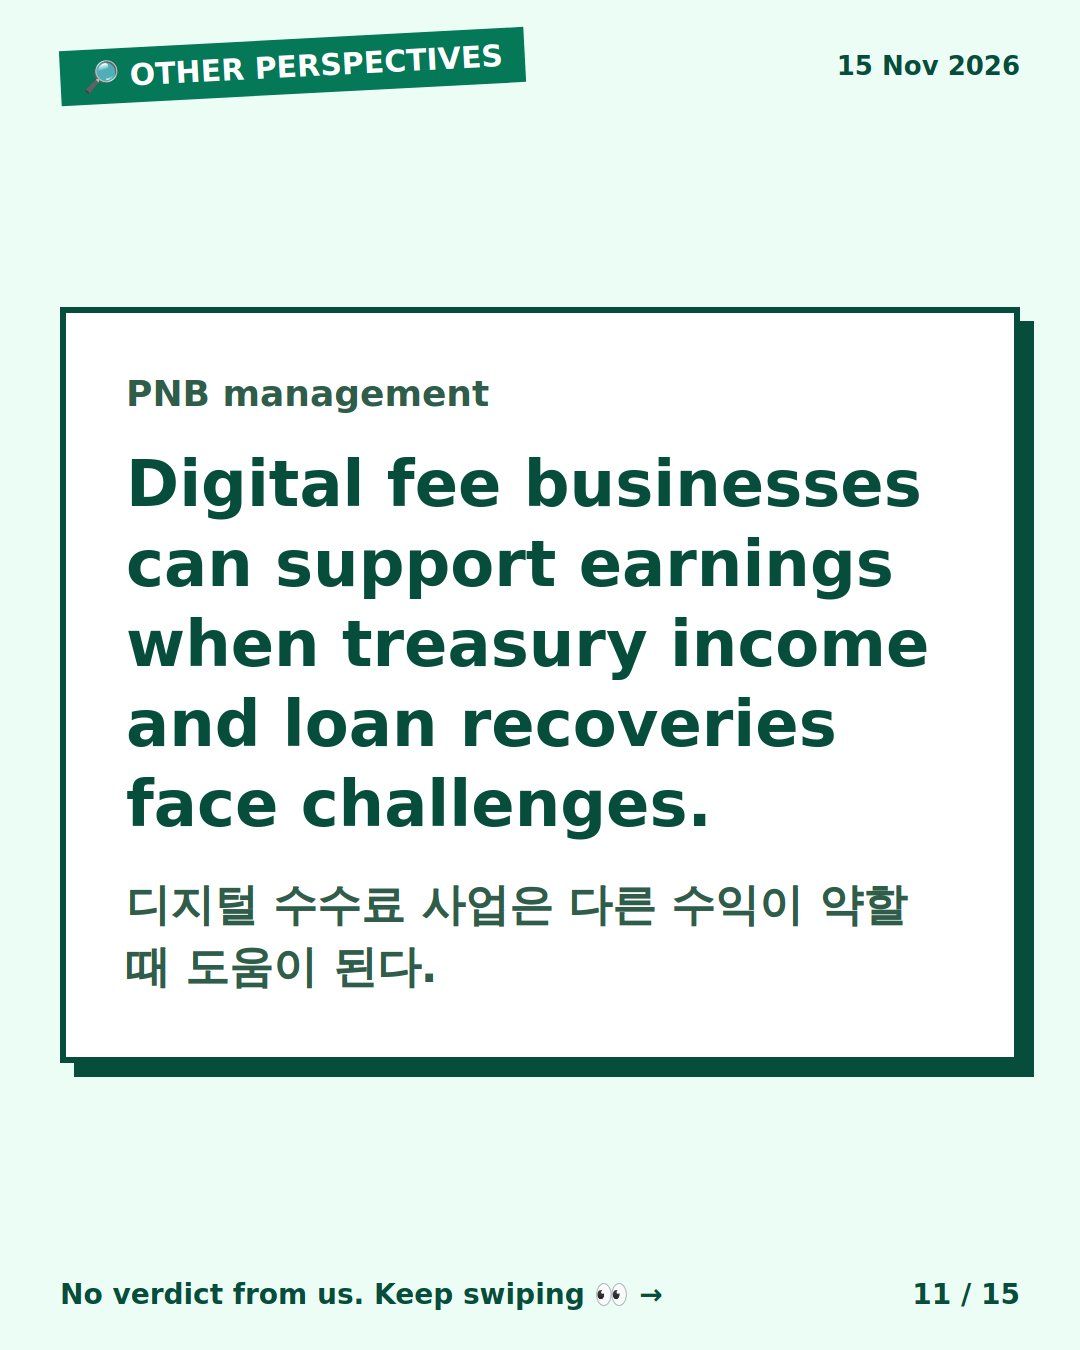 🔎 OTHER PERSPECTIVES
15 Nov 2026
PNB management
Digital fee businesses
can support earnings
when treasury income
and loan recoveries
face challenges.
디지털 수수료 사업은 다른 수익이 약할
때 도움이 된다.
No verdict from us. Keep swiping 👀 →
11 / 15